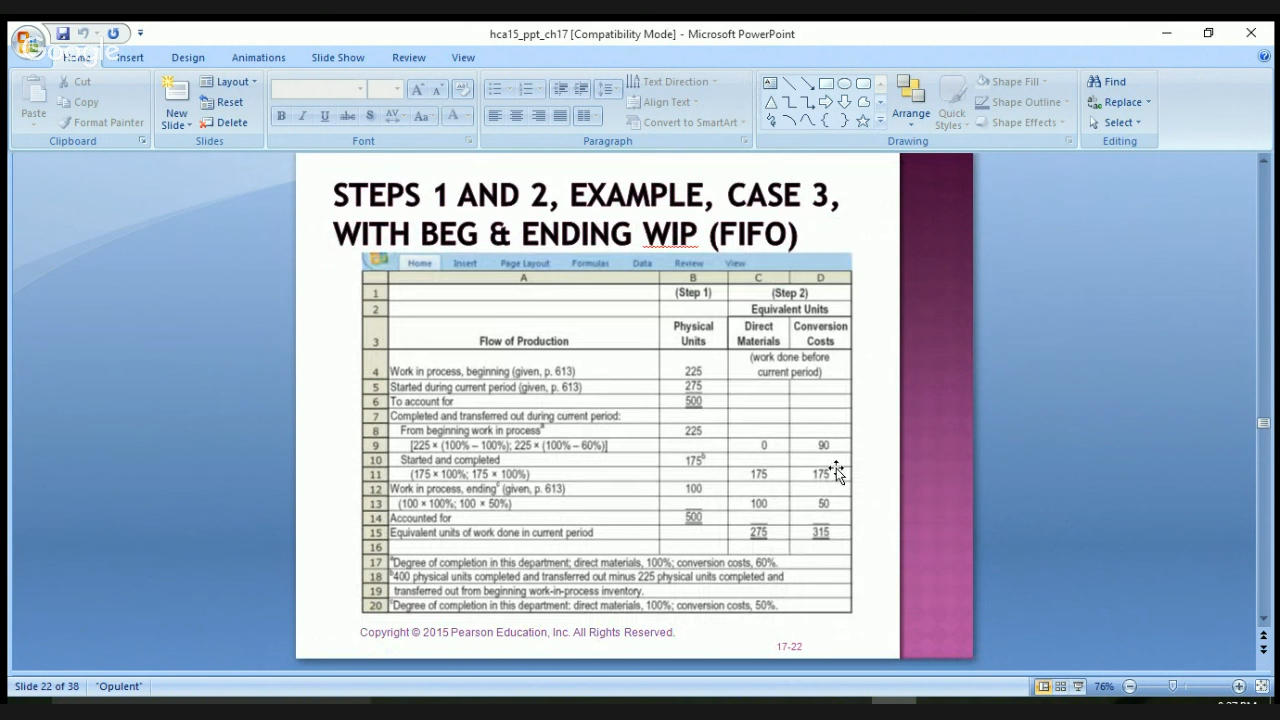 hca15_ppt_ch17 [Compatibility Mode] - Microsoft PowerPoint
Google
Home Insert Design Animations Slide Show Review View
Paste
Cut
Copy
Format Painter
Clipboard
New Slide
Layout
Reset
Delete
Slides
Font
Text Direction
Align Text
Convert to SmartArt
Paragraph
Arrange
Quick Styles
Shape Fill
Shape Outline
Shape Effects
Drawing
Find
Replace
Select
Editing
STEPS 1 AND 2, EXAMPLE, CASE 3,
WITH BEG & ENDING WIP (FIFO)
Home Insert Page Layout Formulas Data Review View
A B C D
1 (Step 1) (Step 2)
2 Equivalent Units
3 Flow of Production Physical Units Direct Materials Conversion Costs
4 Work in process, beginning (given, p. 613) 225 (work done before current period)
5 Started during current period (given, p. 613) 275
6 To account for 500
7 Completed and transferred out during current period:
8 From beginning work in processª 225
9 [225 × (100% – 100%); 225 × (100% – 60%)] 0 90
10 Started and completed 175ᵇ
11 (175 × 100%; 175 × 100%) 175 175
12 Work in process, endingᶜ (given, p. 613) 100
13 (100 × 100%; 100 × 50%) 100 50
14 Accounted for 500
15 Equivalent units of work done in current period 275 315
16
17 ªDegree of completion in this department: direct materials, 100%; conversion costs, 60%.
18 ᵇ400 physical units completed and transferred out minus 225 physical units completed and
19 transferred out from beginning work-in-process inventory.
20 ᶜDegree of completion in this department: direct materials, 100%; conversion costs, 50%.
Copyright © 2015 Pearson Education, Inc. All Rights Reserved.
17-22
Slide 22 of 38 "Opulent" 76%